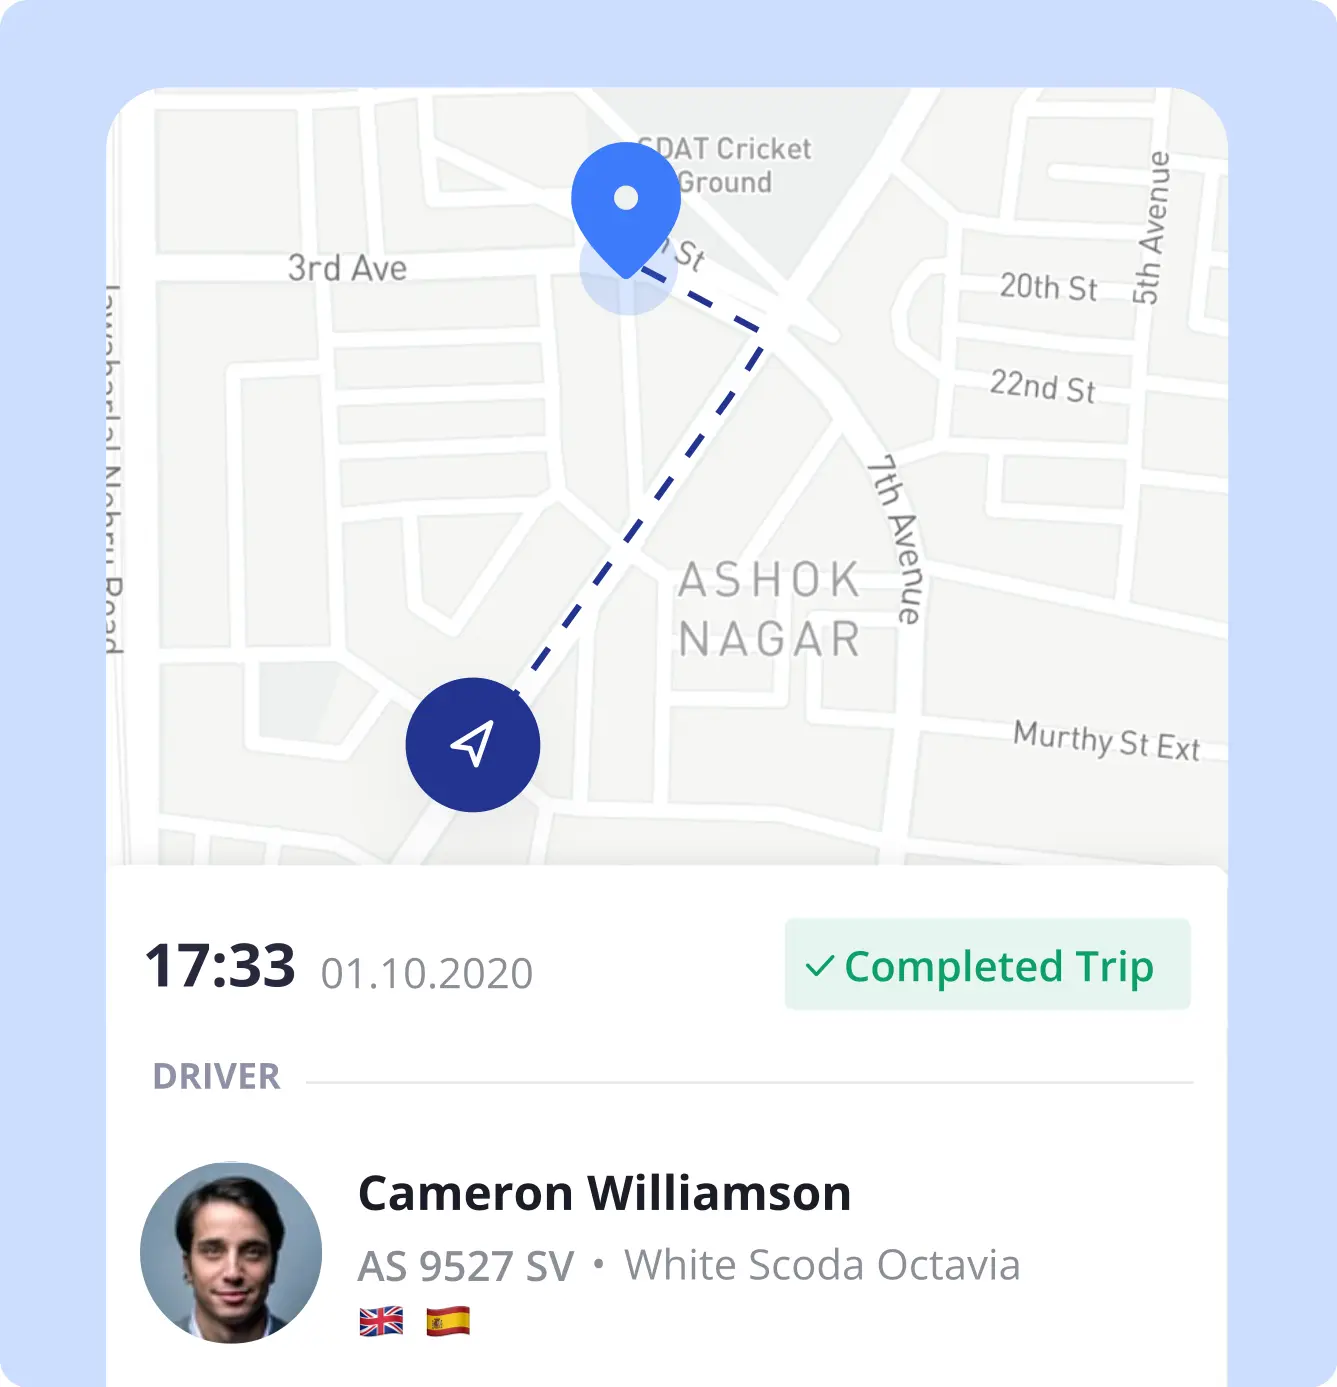 SDAT Cricket
Ground
St
3rd Ave
5th Avenue
20th St
22nd St
7th Avenue
ASHOK
NAGAR
Murthy St Ext
Nehru Road
17:33 01.10.2020
Completed Trip
DRIVER
Cameron Williamson
AS 9527 SV • White Scoda Octavia